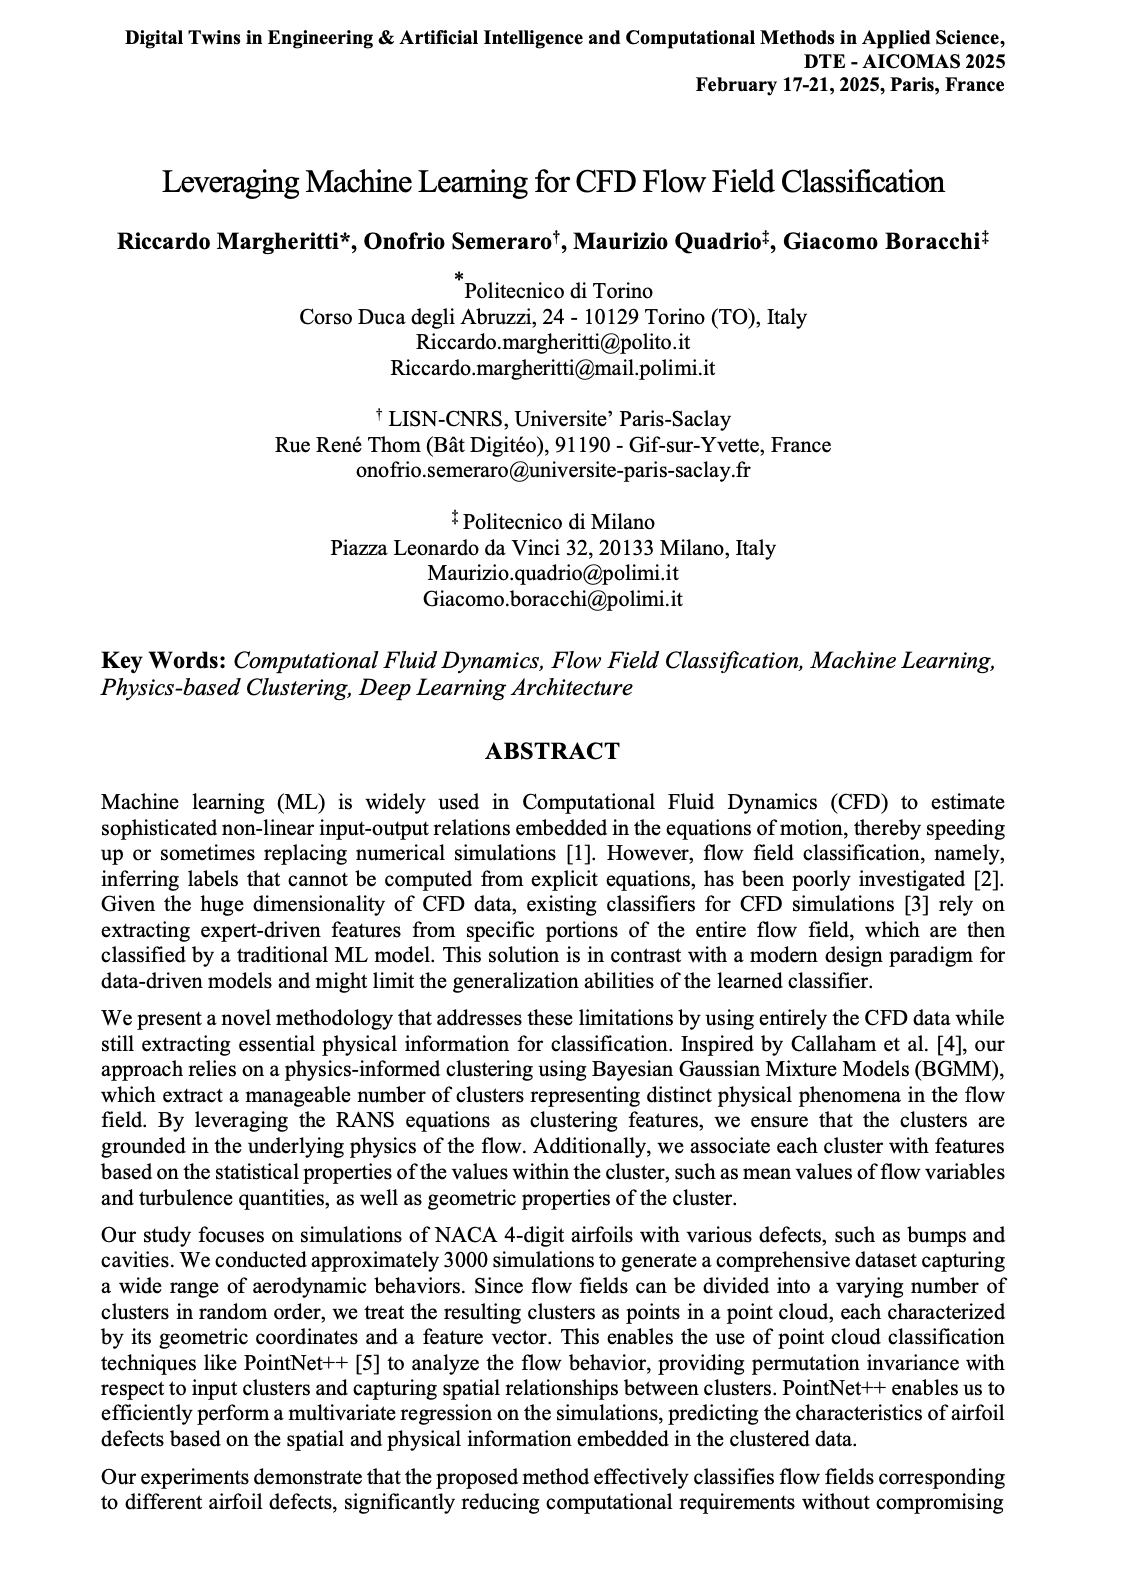 Digital Twins in Engineering & Artificial Intelligence and Computational Methods in Applied Science,
DTE - AICOMAS 2025
February 17-21, 2025, Paris, France
Leveraging Machine Learning for CFD Flow Field Classification
Riccardo Margheritti*, Onofrio Semeraro†, Maurizio Quadrio‡, Giacomo Boracchi‡
*Politecnico di Torino
Corso Duca degli Abruzzi, 24 - 10129 Torino (TO), Italy
Riccardo.margheritti@polito.it
Riccardo.margheritti@mail.polimi.it
† LISN-CNRS, Universite’ Paris-Saclay
Rue René Thom (Bât Digitéo), 91190 - Gif-sur-Yvette, France
onofrio.semeraro@universite-paris-saclay.fr
‡ Politecnico di Milano
Piazza Leonardo da Vinci 32, 20133 Milano, Italy
Maurizio.quadrio@polimi.it
Giacomo.boracchi@polimi.it
Key Words: Computational Fluid Dynamics, Flow Field Classification, Machine Learning,
Physics-based Clustering, Deep Learning Architecture
ABSTRACT
Machine learning (ML) is widely used in Computational Fluid Dynamics (CFD) to estimate
sophisticated non-linear input-output relations embedded in the equations of motion, thereby speeding
up or sometimes replacing numerical simulations [1]. However, flow field classification, namely,
inferring labels that cannot be computed from explicit equations, has been poorly investigated [2].
Given the huge dimensionality of CFD data, existing classifiers for CFD simulations [3] rely on
extracting expert-driven features from specific portions of the entire flow field, which are then
classified by a traditional ML model. This solution is in contrast with a modern design paradigm for
data-driven models and might limit the generalization abilities of the learned classifier.
We present a novel methodology that addresses these limitations by using entirely the CFD data while
still extracting essential physical information for classification. Inspired by Callaham et al. [4], our
approach relies on a physics-informed clustering using Bayesian Gaussian Mixture Models (BGMM),
which extract a manageable number of clusters representing distinct physical phenomena in the flow
field. By leveraging the RANS equations as clustering features, we ensure that the clusters are
grounded in the underlying physics of the flow. Additionally, we associate each cluster with features
based on the statistical properties of the values within the cluster, such as mean values of flow variables
and turbulence quantities, as well as geometric properties of the cluster.
Our study focuses on simulations of NACA 4-digit airfoils with various defects, such as bumps and
cavities. We conducted approximately 3000 simulations to generate a comprehensive dataset capturing
a wide range of aerodynamic behaviors. Since flow fields can be divided into a varying number of
clusters in random order, we treat the resulting clusters as points in a point cloud, each characterized
by its geometric coordinates and a feature vector. This enables the use of point cloud classification
techniques like PointNet++ [5] to analyze the flow behavior, providing permutation invariance with
respect to input clusters and capturing spatial relationships between clusters. PointNet++ enables us to
efficiently perform a multivariate regression on the simulations, predicting the characteristics of airfoil
defects based on the spatial and physical information embedded in the clustered data.
Our experiments demonstrate that the proposed method effectively classifies flow fields corresponding
to different airfoil defects, significantly reducing computational requirements without compromising